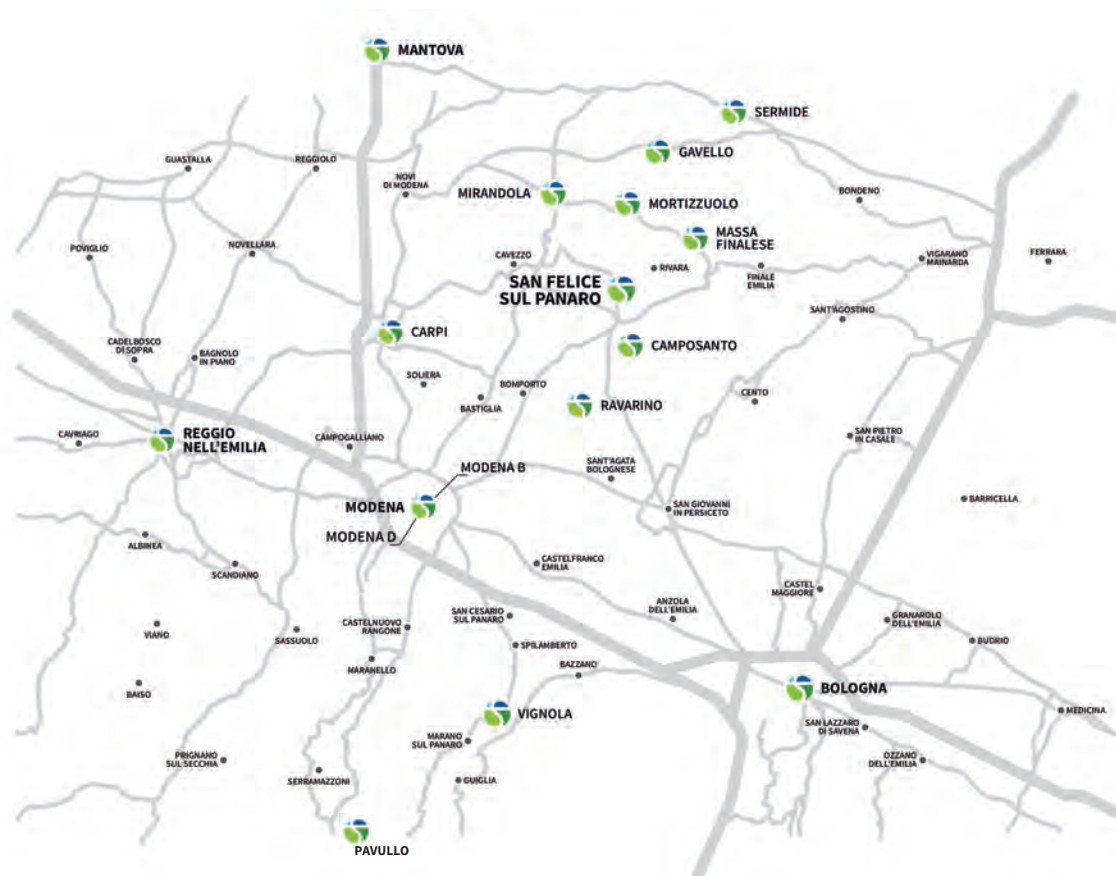 MANTOVA
SERMIDE
GAVELLO
GUASTALLA
REGGIOLO
NOVI
DI MODENA
MIRANDOLA
MORTIZZUOLO
BONDENO
MASSA
FINALESE
POVIGLIO
NOVELLARA
CAVEZZO
RIVARA
FINALE
EMILIA
VIGARANO
MAINARDA
FERRARA
SAN FELICE
SUL PANARO
SANT'AGOSTINO
CARPI
CAMPOSANTO
CADELBOSCO
DI SOPRA
BAGNOLO
IN PIANO
SOLIERA
BASTIGLIA
BOMPORTO
RAVARINO
CENTO
CAVRIAGO
REGGIO
NELL'EMILIA
CAMPOGALLIANO
SAN PIETRO
IN CASALE
MODENA B
SANT'AGATA
BOLOGNESE
MODENA
MODENA D
SAN GIOVANNI
IN PERSICETO
BARRICELLA
ALBINEA
SCANDIANO
CASTELFRANCO
EMILIA
CASTEL
MAGGIORE
VIANO
SASSUOLO
CASTELNUOVO
RANGONE
SAN CESARIO
SUL PANARO
ANZOLA
DELL'EMILIA
GRANAROLO
DELL'EMILIA
BUDRIO
SPILAMBERTO
MARANELLO
BAZZANO
BAISO
BOLOGNA
VIGNOLA
MEDICINA
SAN LAZZARO
DI SAVENA
MARANO
SUL PANARO
PRIGNANO
SUL SECCHIA
SERRAMAZZONI
GUIGLIA
OZZANO
DELL'EMILIA
PAVULLO